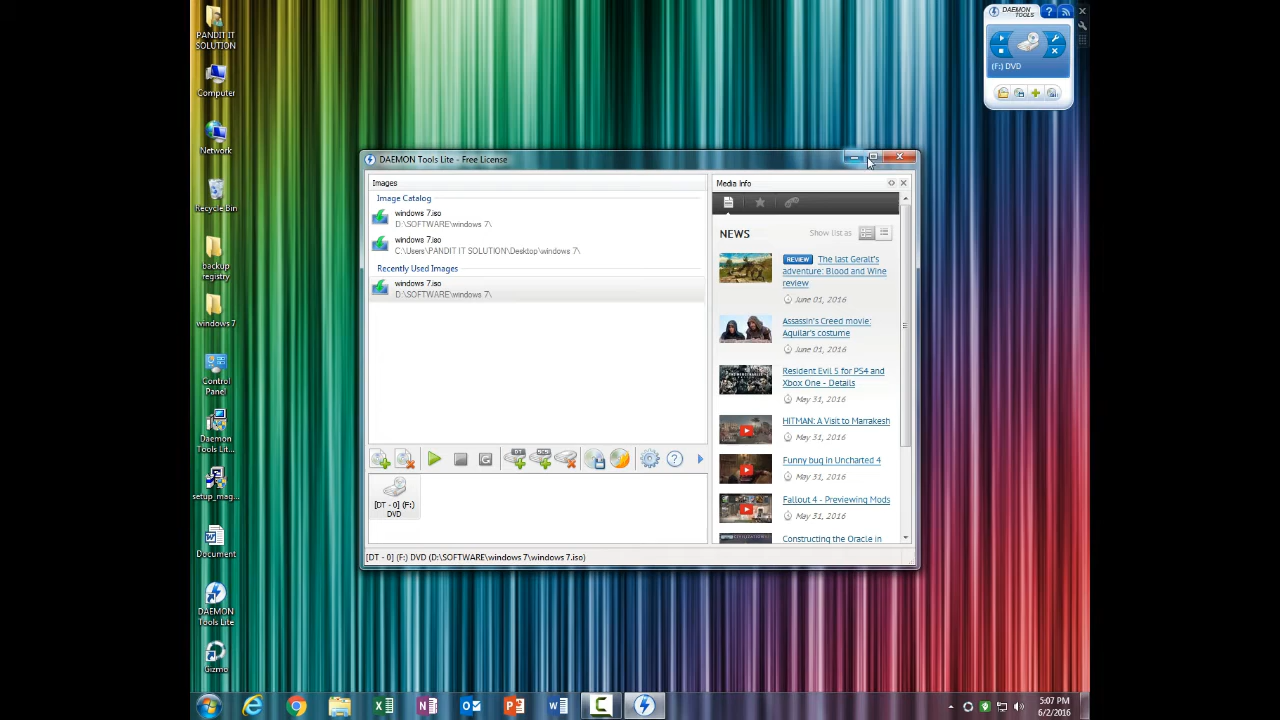 PANDIT IT
SOLUTION
Computer
Network
Recycle Bin
backup
registry
windows 7
Control
Panel
Daemon
Tools Lit...
setup_mag...
Document
DAEMON
Tools Lite
Gizmo
DAEMON Tools Lite - Free License
Images
Image Catalog
windows 7.iso
D:\SOFTWARE\windows 7\
windows 7.iso
C:\Users\PANDIT IT SOLUTION\Desktop\windows 7\
Recently Used Images
windows 7.iso
D:\SOFTWARE\windows 7\
DT
SCSI
[DT - 0] (F:)
DVD
[DT - 0] (F:) DVD (D:\SOFTWARE\windows 7\windows 7.iso)
Media Info
NEWS
Show list as
REVIEW The last Geralt's
adventure: Blood and Wine
review
June 01, 2016
Assassin's Creed movie:
Aguilar's costume
June 01, 2016
Resident Evil 5 for PS4 and
Xbox One - Details
May 31, 2016
HITMAN: A Visit to Marrakesh
May 31, 2016
Funny bug in Uncharted 4
May 31, 2016
Fallout 4 - Previewing Mods
May 31, 2016
Constructing the Oracle in
DAEMON
TOOLS
(F:) DVD
5:07 PM
6/2/2016